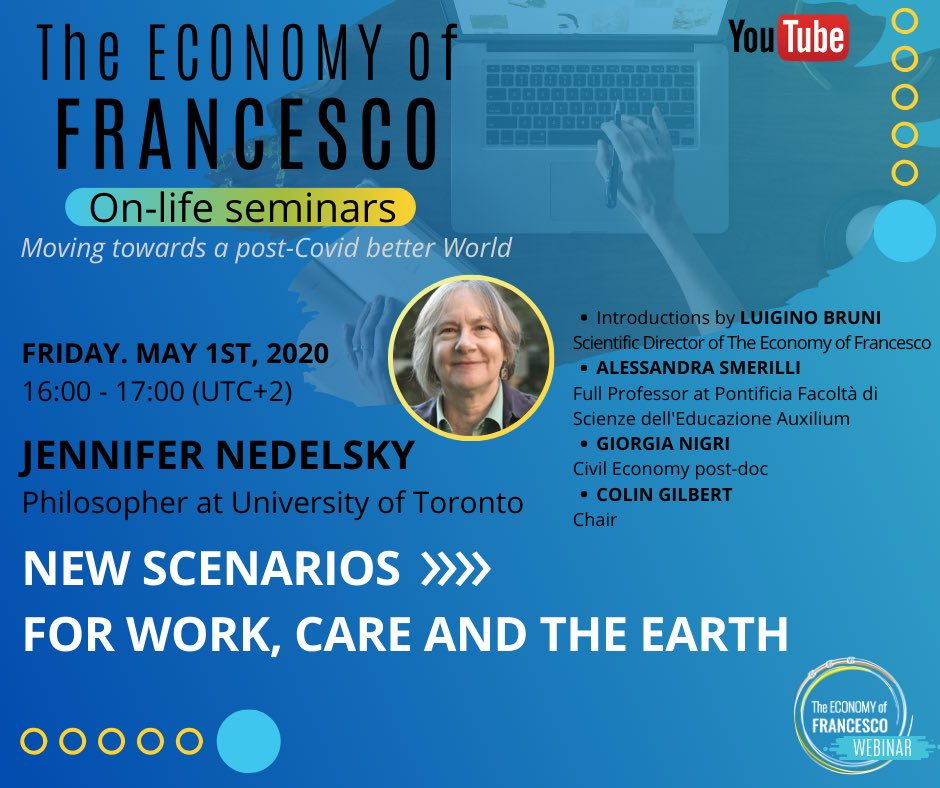 The ECONOMY of
FRANCESCO
On-life seminars
Moving towards a post-Covid better World
YouTube
FRIDAY. MAY 1ST, 2020
16:00 - 17:00 (UTC+2)
JENNIFER NEDELSKY
Philosopher at University of Toronto
• Introductions by LUIGINO BRUNI
Scientific Director of The Economy of Francesco
• ALESSANDRA SMERILLI
Full Professor at Pontificia Facoltà di
Scienze dell'Educazione Auxilium
• GIORGIA NIGRI
Civil Economy post-doc
• COLIN GILBERT
Chair
NEW SCENARIOS
FOR WORK, CARE AND THE EARTH
The ECONOMY of
FRANCESCO
WEBINAR